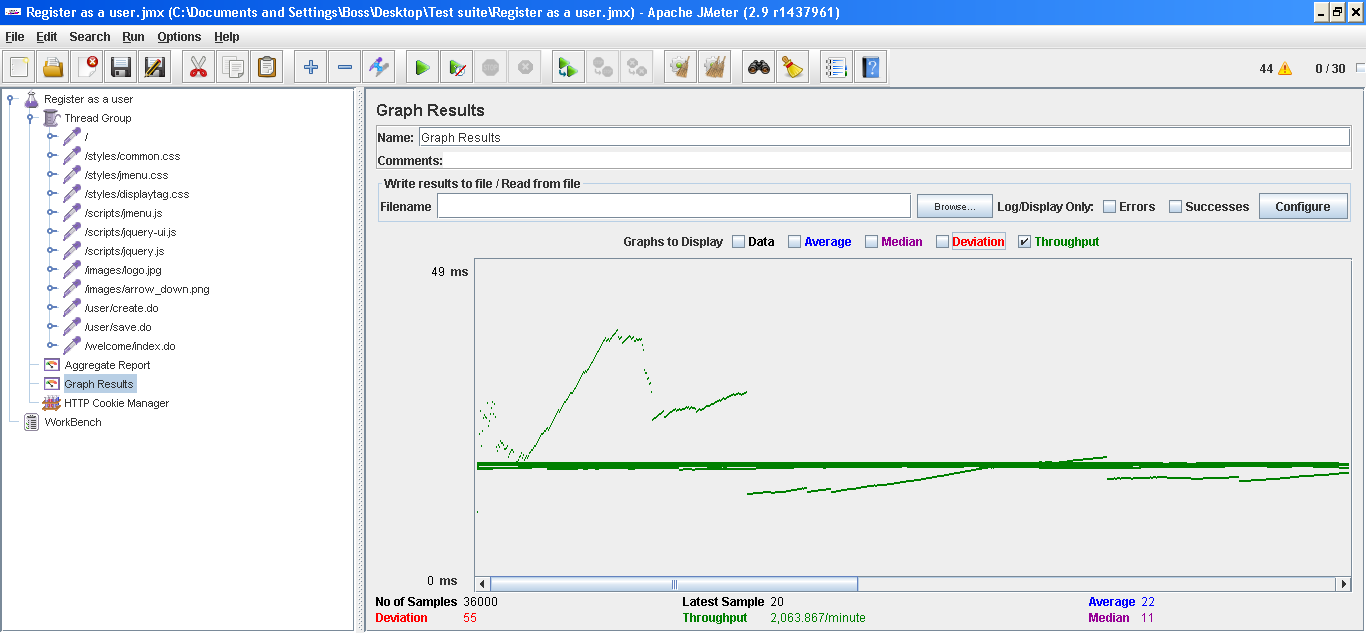 Register as a user.jmx (C:\Documents and Settings\Boss\Desktop\Test suite\Register as a user.jmx) - Apache JMeter (2.9 r1437961)
File Edit Search Run Options Help
44 0 / 30
Register as a user
Thread Group
/
/styles/common.css
/styles/jmenu.css
/styles/displaytag.css
/scripts/jmenu.js
/scripts/jquery-ui.js
/scripts/jquery.js
/images/logo.jpg
/images/arrow_down.png
/user/create.do
/user/save.do
/welcome/index.do
Aggregate Report
Graph Results
HTTP Cookie Manager
WorkBench
Graph Results
Name: Graph Results
Comments:
Write results to file / Read from file
Filename Browse... Log/Display Only: Errors Successes Configure
Graphs to Display Data Average Median Deviation Throughput
49 ms
0 ms
No of Samples 36000 Latest Sample 20 Average 22
Deviation 55 Throughput 2,063.867/minute Median 11